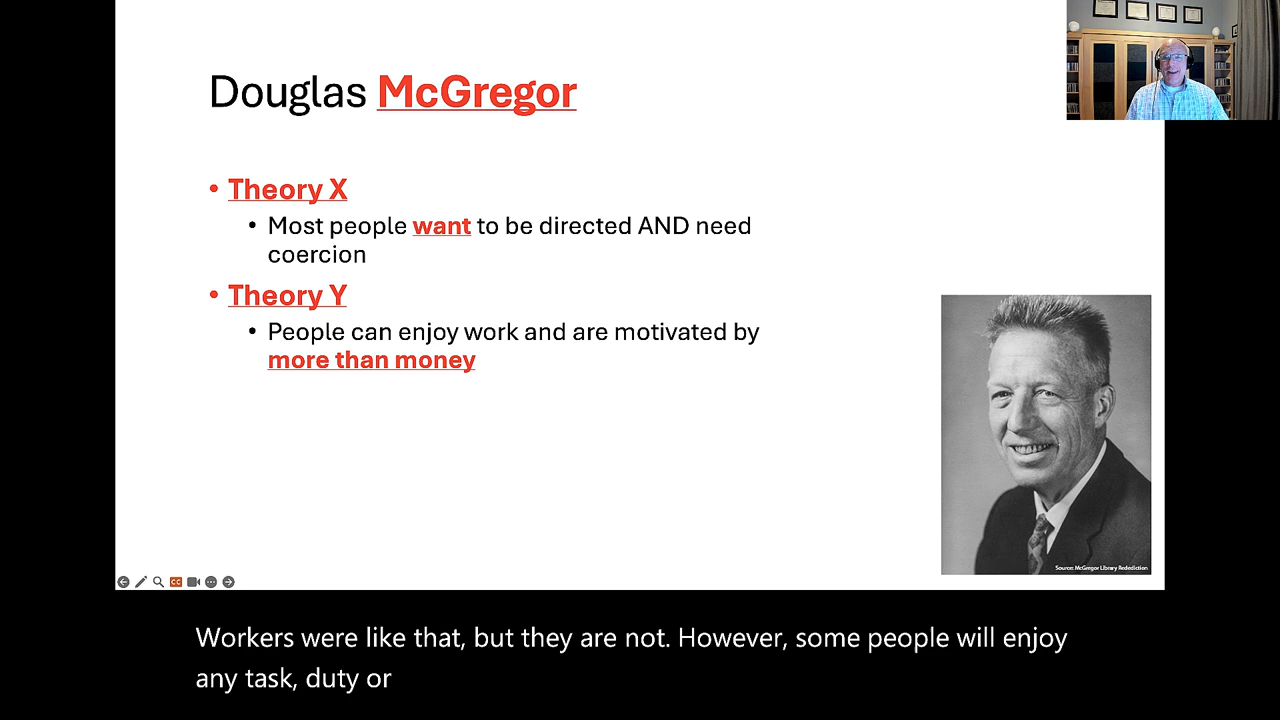 Douglas McGregor
• Theory X
• Most people want to be directed AND need
coercion
• Theory Y
• People can enjoy work and are motivated by
more than money
Source: McGregor Library Redediction
CC
Workers were like that, but they are not. However, some people will enjoy
any task, duty or